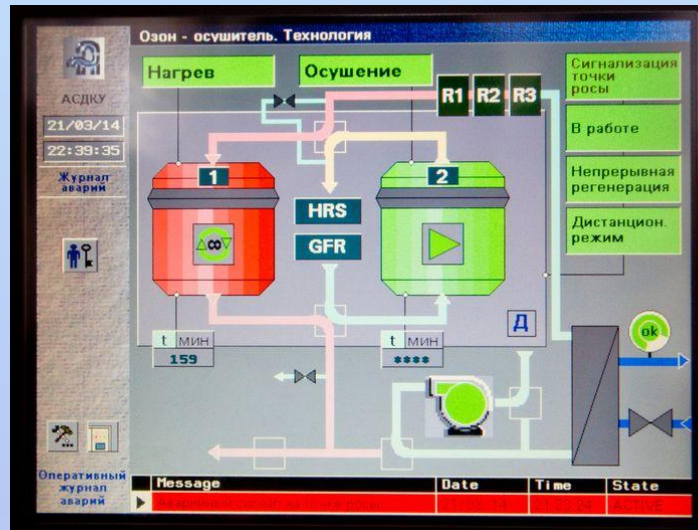 Озон - осушитель. Технология
АСДКУ
21/03/14
22:39:35
Журнал
аварий
Нагрев
Осушение
R1 R2 R3
Сигнализация
точки
росы
В работе
Непрерывная
регенерация
Дистанцион.
режим
1
2
HRS
GFR
Д
ok
t мин
159
t мин
****
Оперативный
журнал
аварий
Message Date Time State
ACTIVE